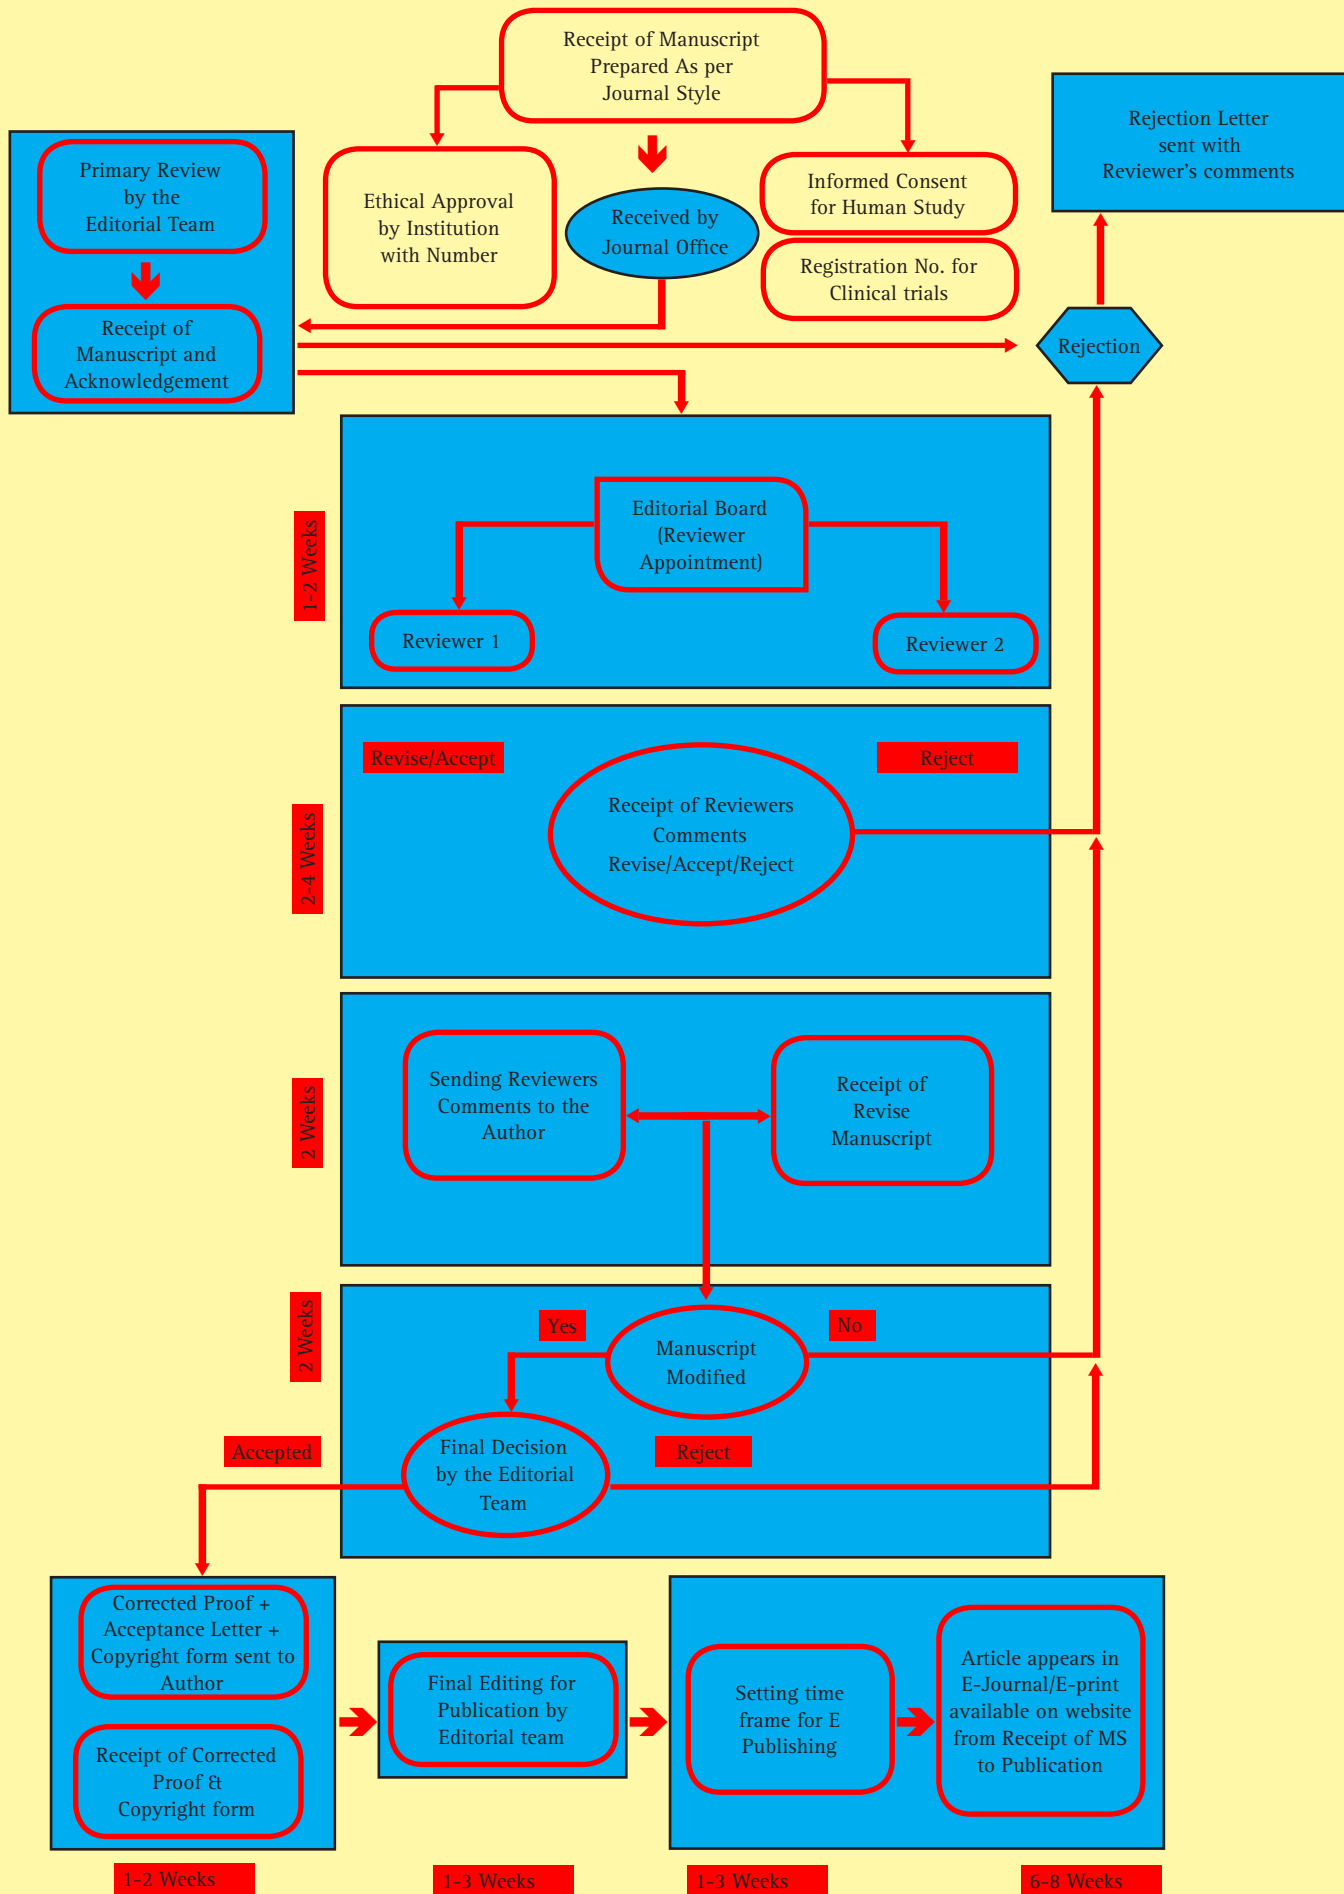 Receipt of Manuscript
Prepared As per
Journal Style
Rejection Letter
sent with
Reviewer's comments
Primary Review
by the
Editorial Team
Ethical Approval
by Institution
with Number
Received by
Journal Office
Informed Consent
for Human Study
Registration No. for
Clinical trials
Receipt of
Manuscript and
Acknowledgement
Rejection
1-2 Weeks
Editorial Board
(Reviewer
Appointment)
Reviewer 1
Reviewer 2
2-4 Weeks
Revise/Accept
Reject
Receipt of Reviewers
Comments
Revise/Accept/Reject
2 Weeks
Sending Reviewers
Comments to the
Author
Receipt of
Revise
Manuscript
2 Weeks
Yes
No
Manuscript
Modified
Accepted
Final Decision
by the Editorial
Team
Reject
Corrected Proof +
Acceptance Letter +
Copyright form sent to
Author
Receipt of Corrected
Proof &
Copyright form
Final Editing for
Publication by
Editorial team
Setting time
frame for E
Publishing
Article appears in
E-Journal/E-print
available on website
from Receipt of MS
to Publication
1-2 Weeks
1-3 Weeks
1-3 Weeks
6-8 Weeks